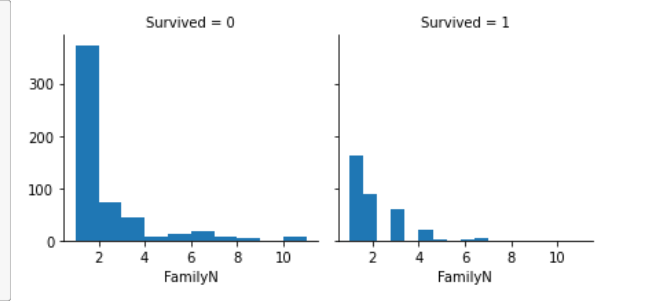 Survived = 0
Survived = 1
300
200
100
0
2 4 6 8 10
2 4 6 8 10
FamilyN
FamilyN